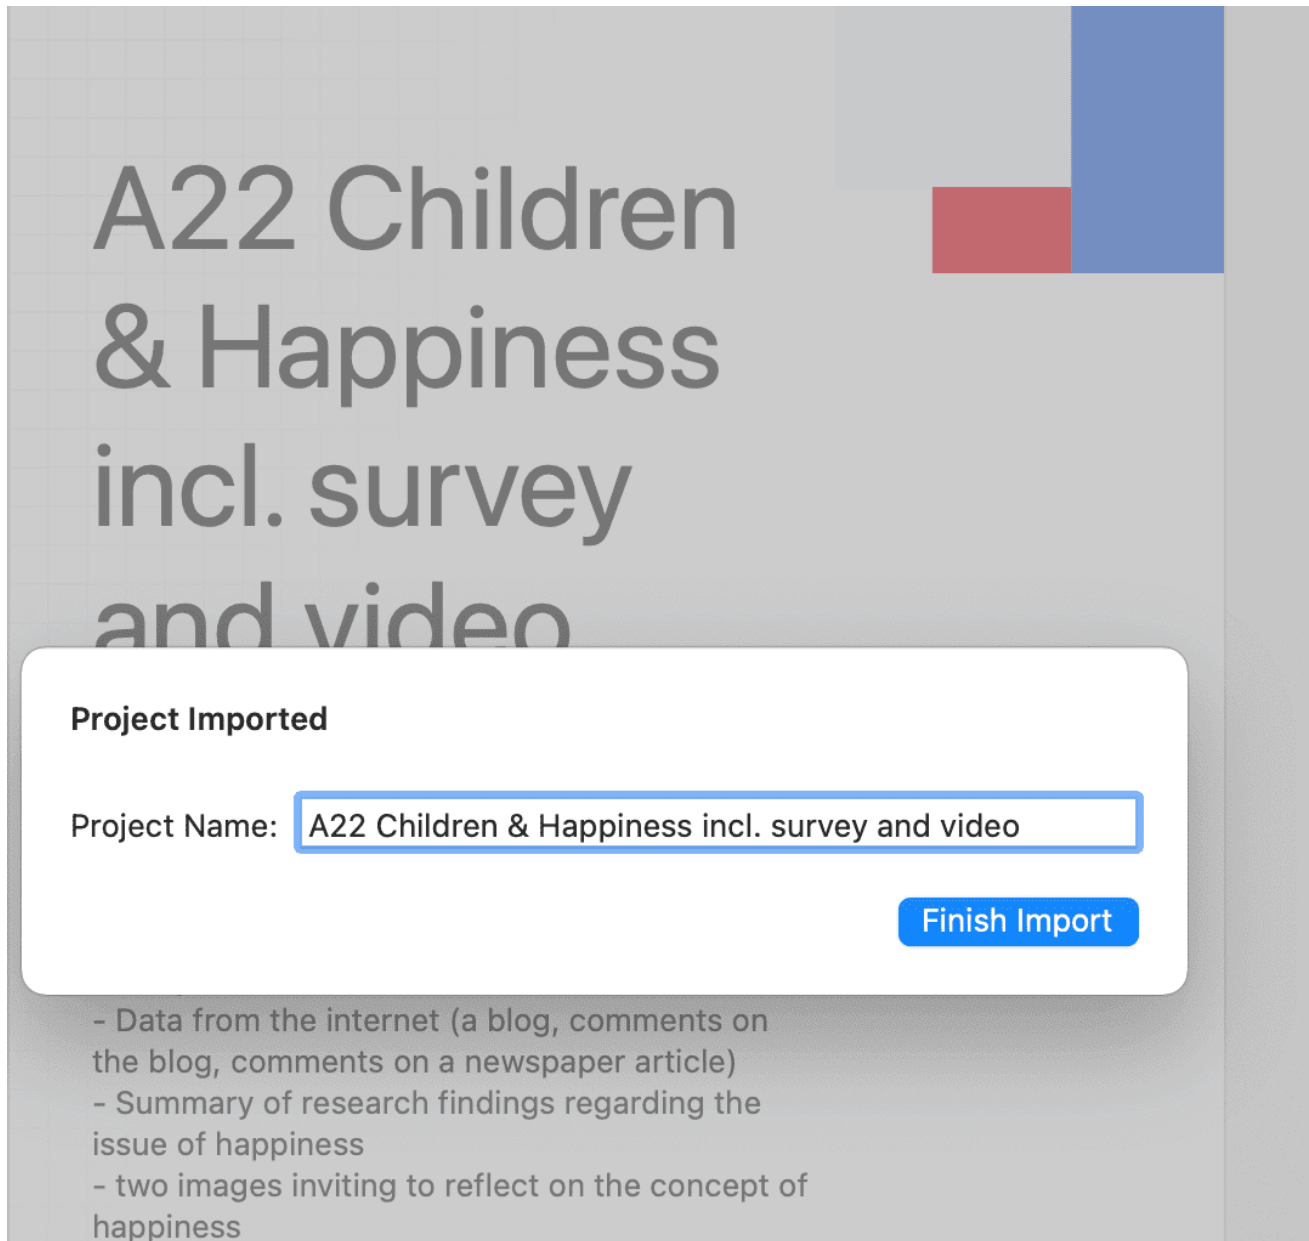 A22 Children
& Happiness
incl. survey
and video
Project Imported
Project Name: A22 Children & Happiness incl. survey and video
Finish Import
- Data from the internet (a blog, comments on
the blog, comments on a newspaper article)
- Summary of research findings regarding the
issue of happiness
- two images inviting to reflect on the concept of
happiness